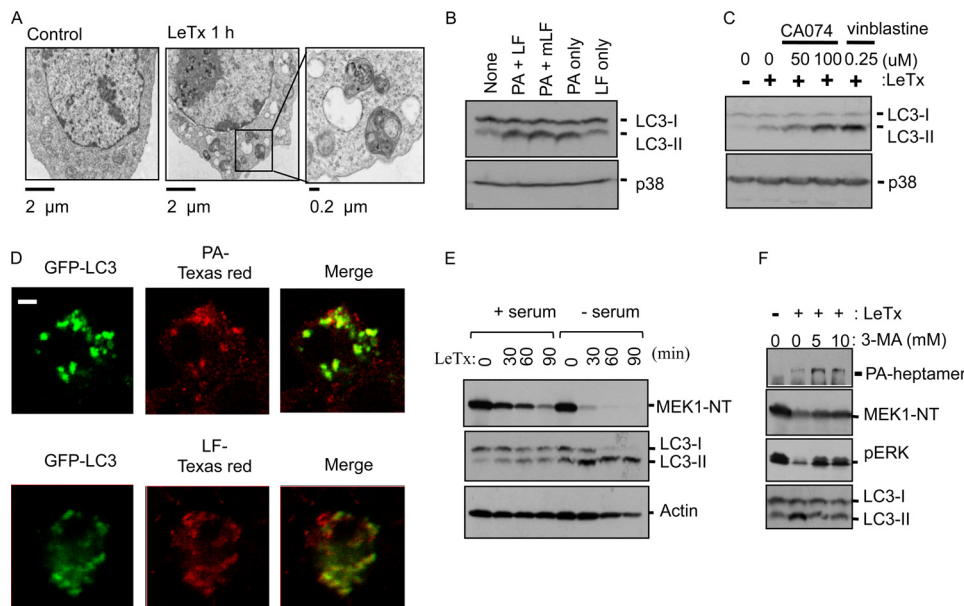 A
Control
LeTx 1 h
2 μm
2 μm
0.2 μm
B
None
PA + LF
PA + mLF
PA only
LF only
LC3-I
LC3-II
p38
C
CA074
vinblastine
0 0 50 100 0.25 (uM)
- + + + + :LeTx
LC3-I
LC3-II
p38
D
GFP-LC3
PA-
Texas red
Merge
GFP-LC3
LF-
Texas red
Merge
E
+ serum
- serum
LeTx: 0 30 60 90 0 30 60 90 (min)
MEK1-NT
LC3-I
LC3-II
Actin
F
- + + + : LeTx
0 0 5 10 : 3-MA (mM)
PA-heptamer
MEK1-NT
pERK
LC3-I
LC3-II